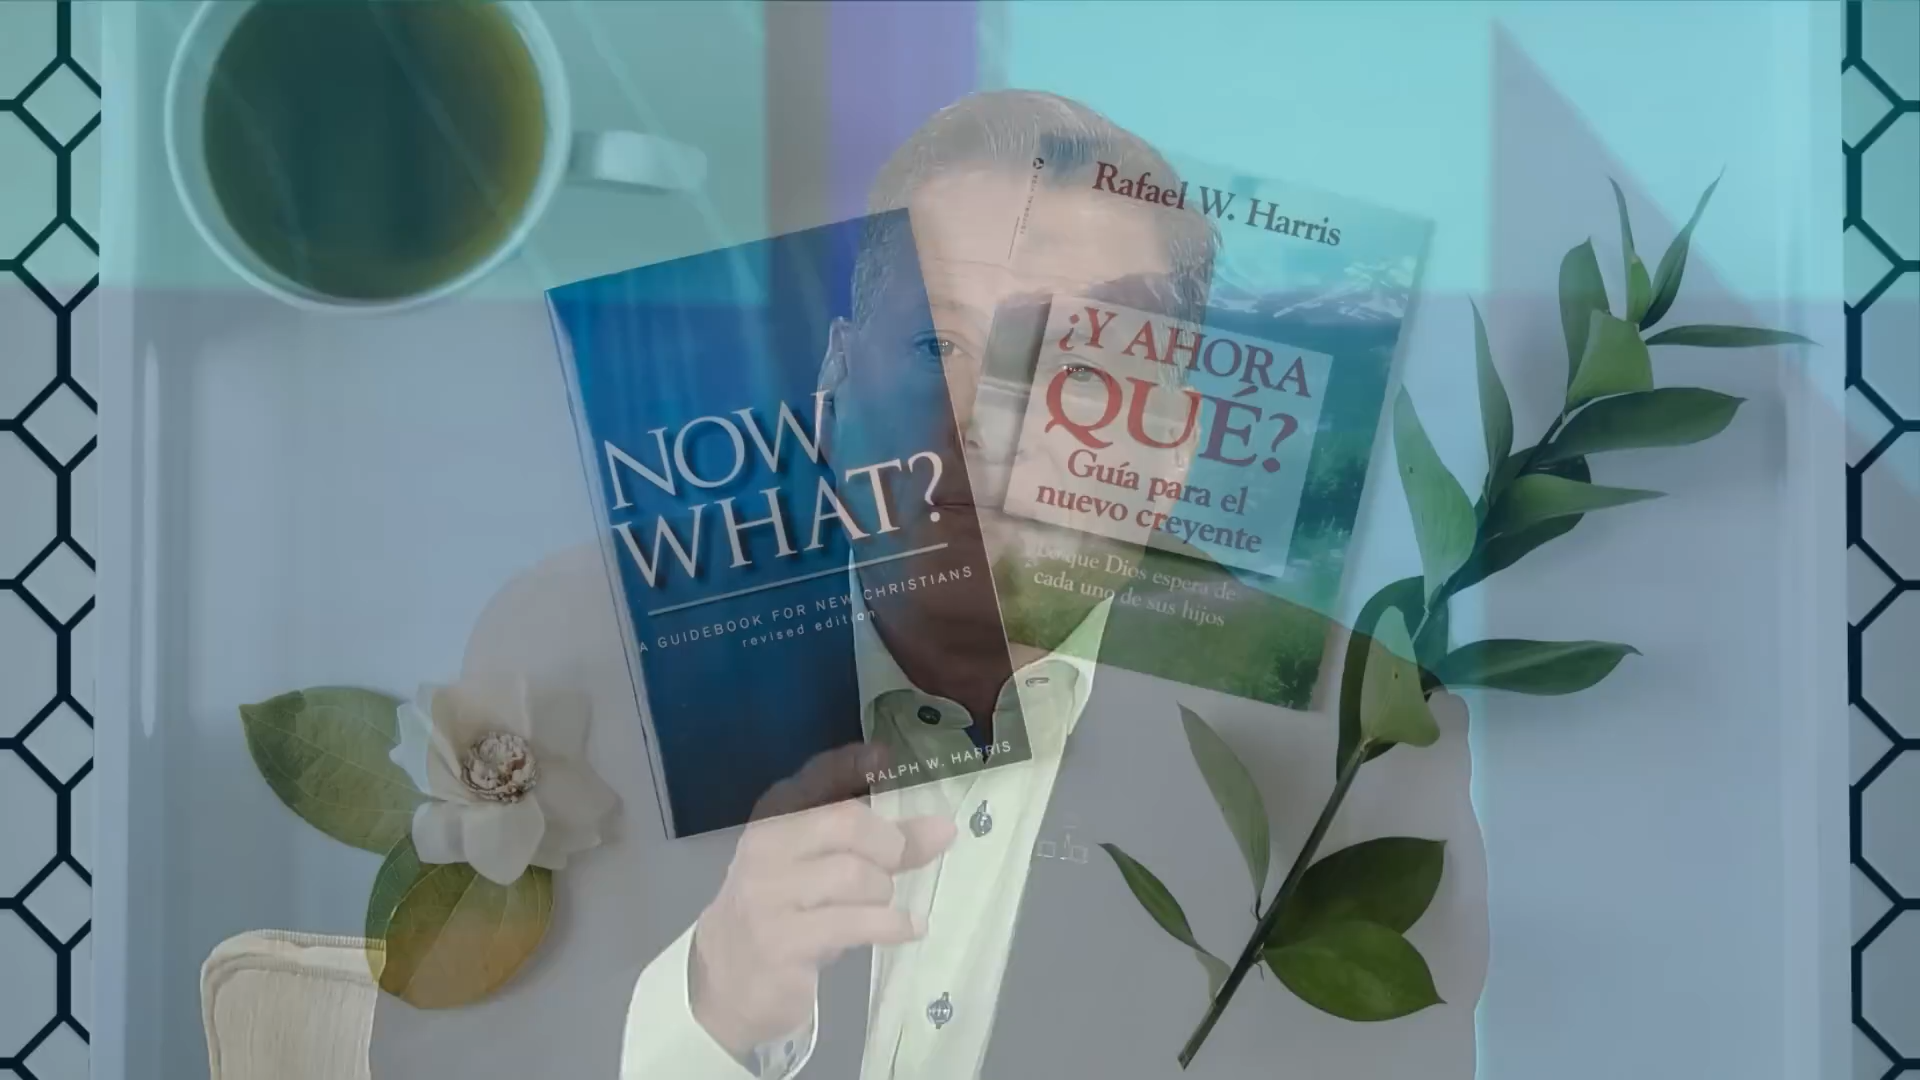 NOW
WHAT?
A GUIDEBOOK FOR NEW CHRISTIANS
revised edition
RALPH W. HARRIS
Rafael W. Harris
¿Y AHORA
QUÉ?
Guía para el
nuevo creyente
Lo que Dios espera de
cada uno de sus hijos